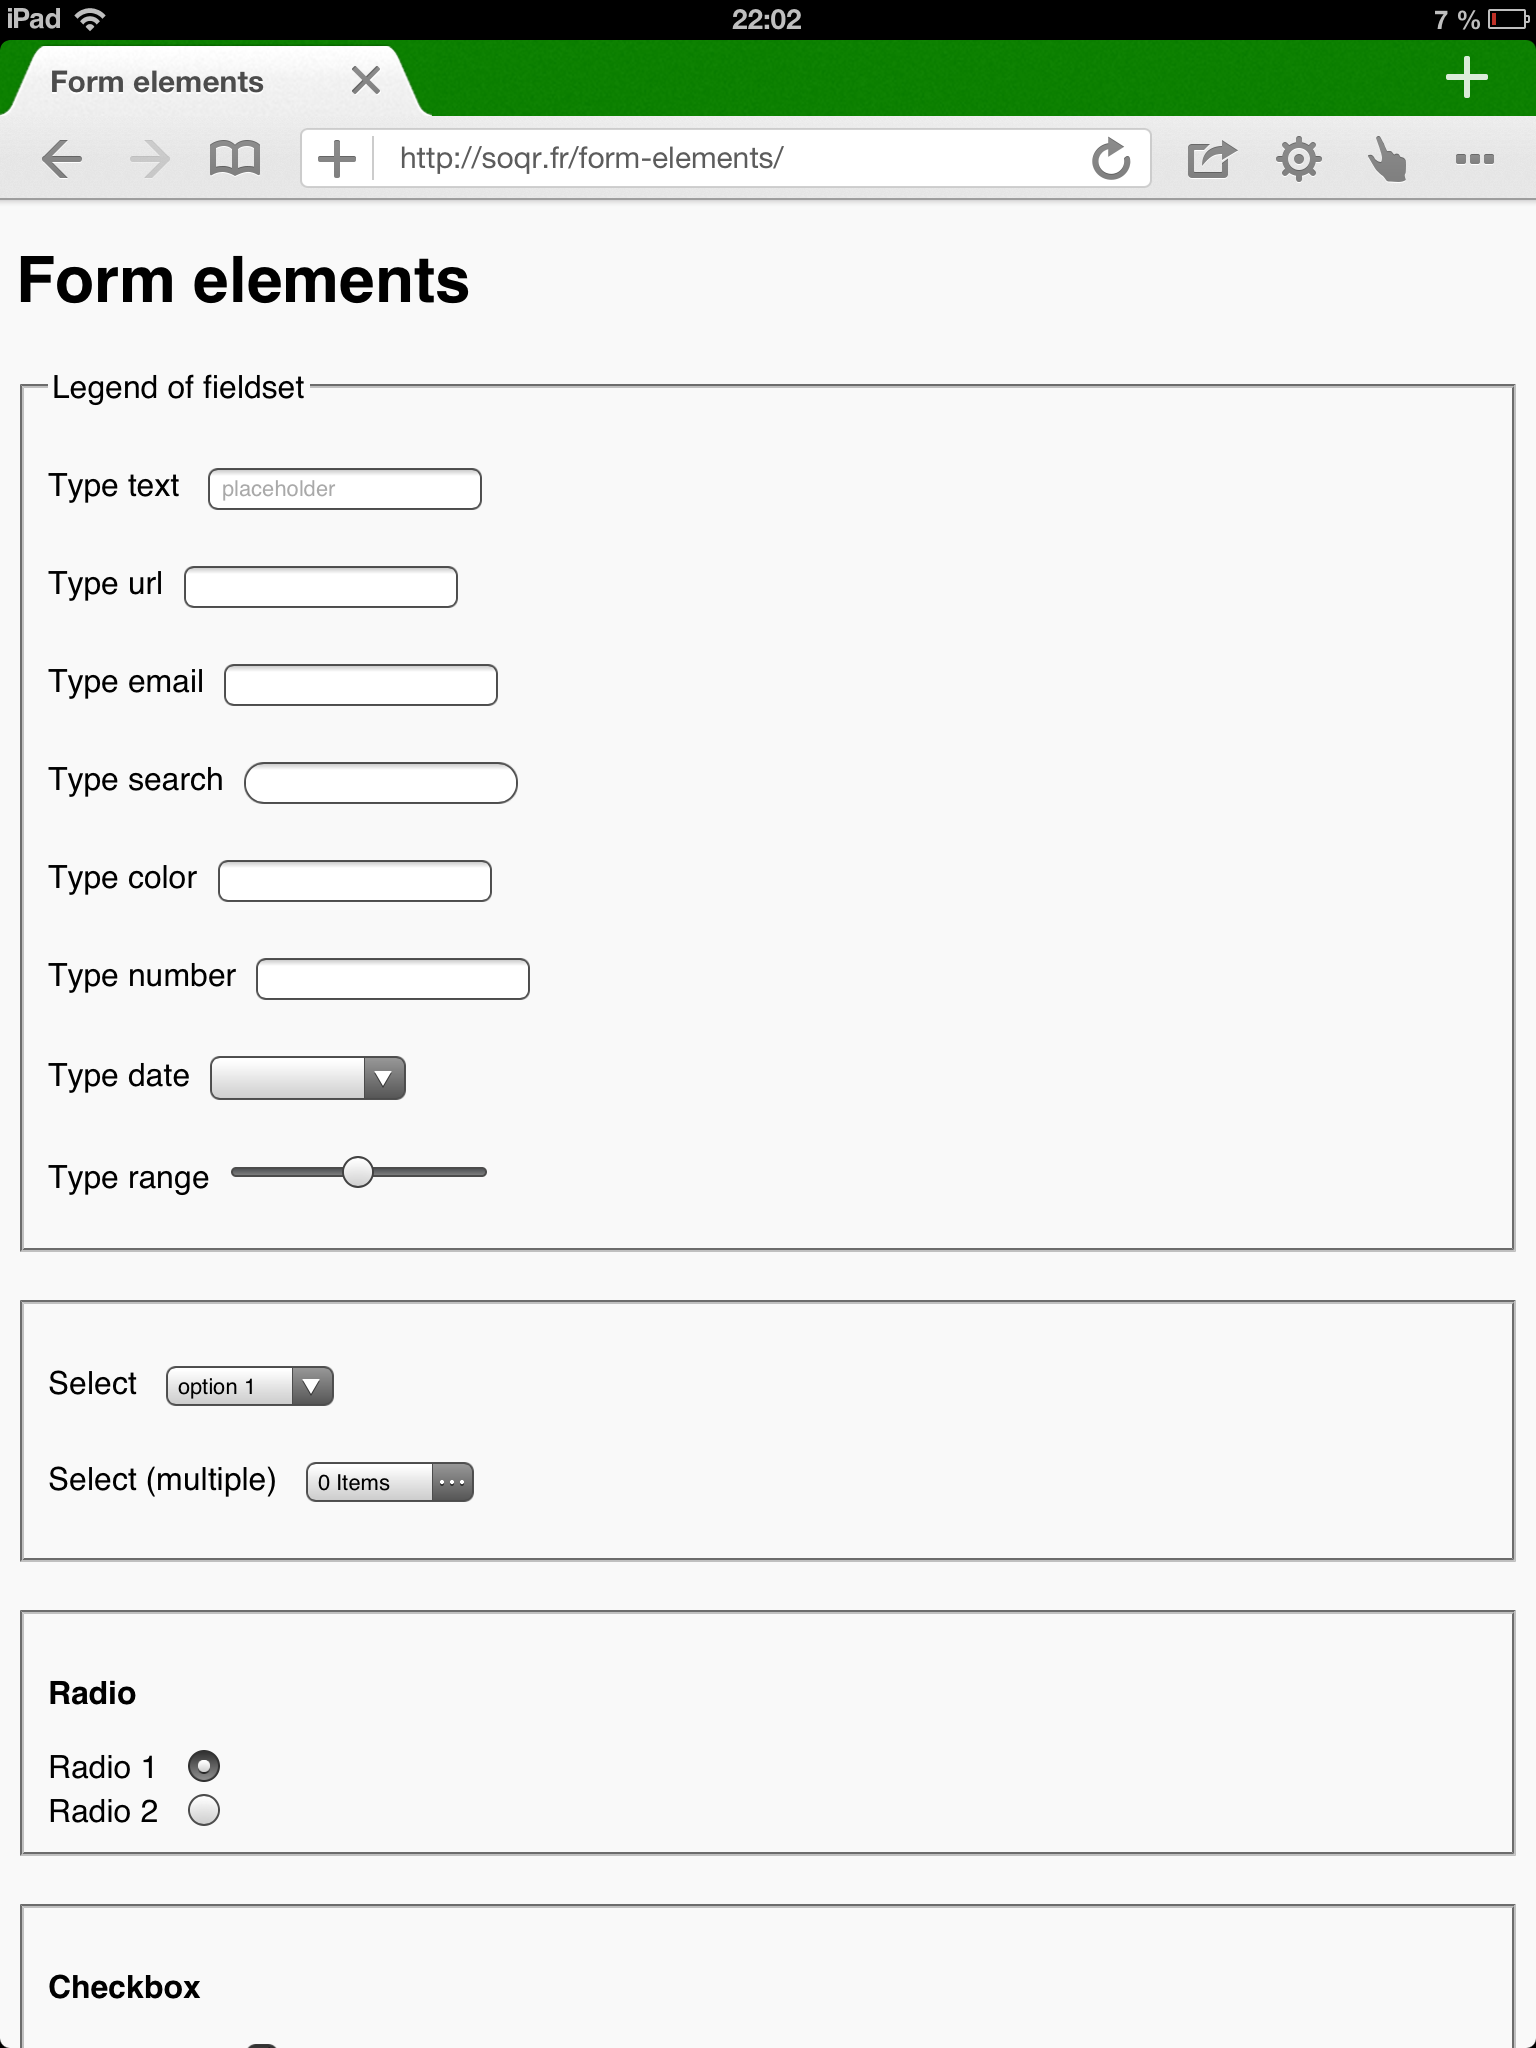 iPad 22:02 7 %
Form elements
http://soqr.fr/form-elements/
Form elements
Legend of fieldset
Type text placeholder
Type url
Type email
Type search
Type color
Type number
Type date
Type range
Select option 1
Select (multiple) 0 Items
Radio
Radio 1
Radio 2
Checkbox